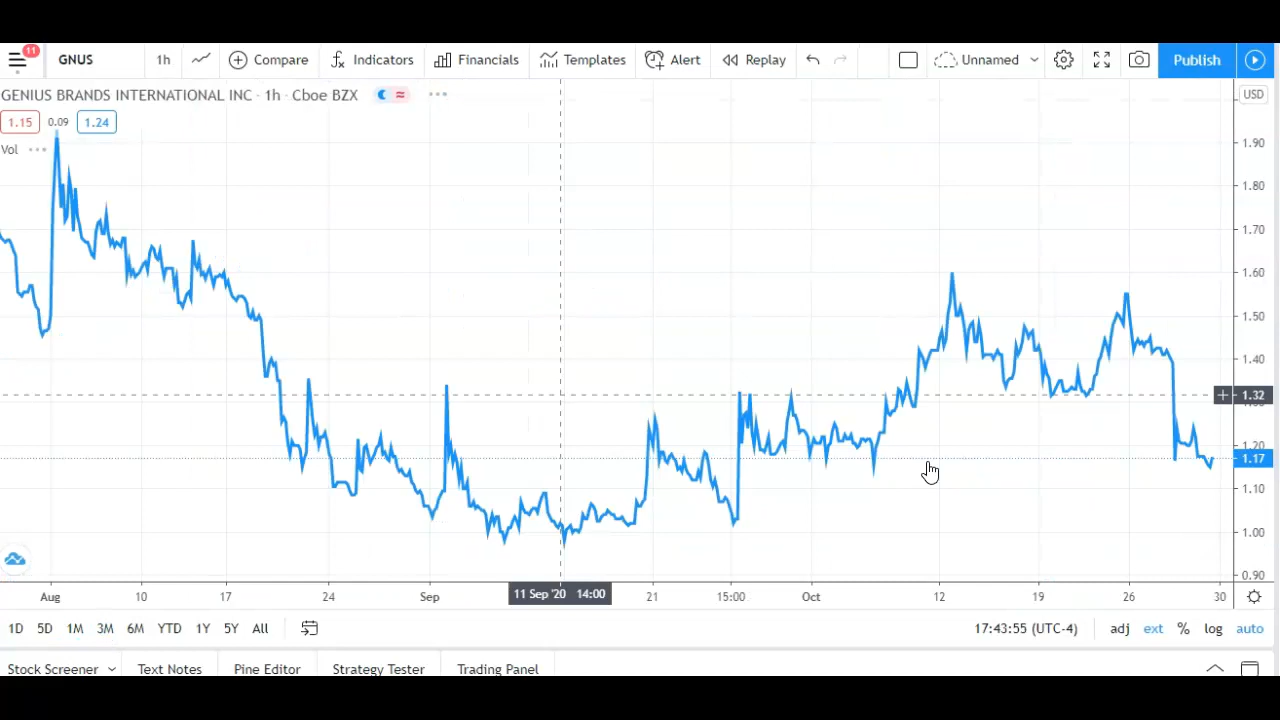 11
GNUS 1h Compare Indicators Financials Templates Alert Replay Unnamed Publish
GENIUS BRANDS INTERNATIONAL INC · 1h · Cboe BZX USD
1.15 0.09 1.24
Vol
1.90
1.80
1.70
1.60
1.50
1.40
1.32
1.20
1.17
1.10
1.00
0.90
Aug 10 17 24 Sep 11 Sep '20 14:00 21 15:00 Oct 12 19 26 30
1D 5D 1M 3M 6M YTD 1Y 5Y All 17:43:55 (UTC-4) adj ext % log auto
Stock Screener Text Notes Pine Editor Strategy Tester Trading Panel